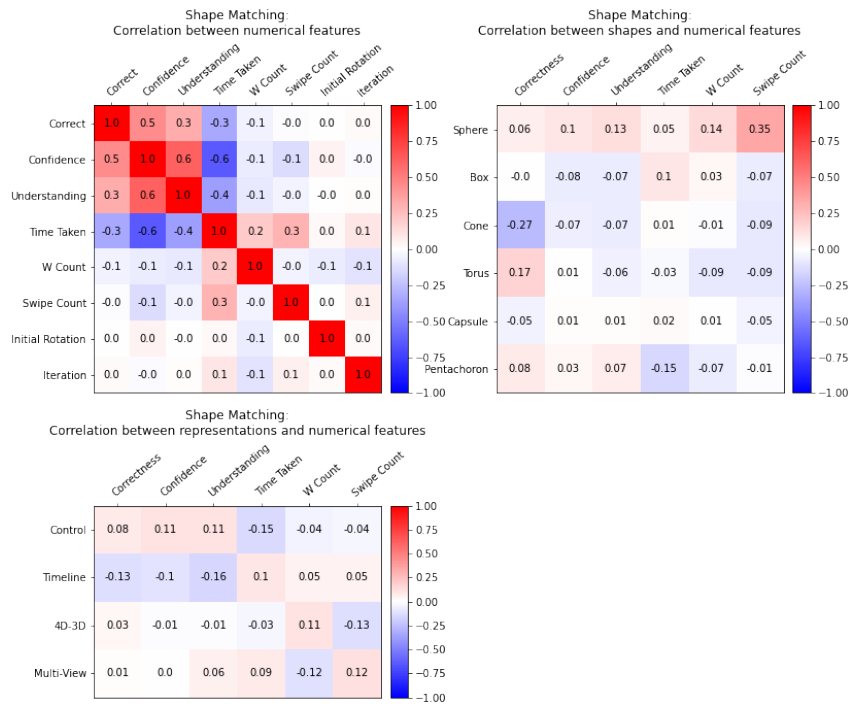 Shape Matching:
Correlation between numerical features
Correct Confidence Understanding Time Taken W Count Swipe Count Initial Rotation Iteration
Correct 1.0 0.5 0.3 -0.3 -0.1 -0.0 0.0 0.0
Confidence 0.5 1.0 0.6 -0.6 -0.1 -0.1 0.0 -0.0
Understanding 0.3 0.6 1.0 -0.4 -0.1 -0.0 -0.0 0.0
Time Taken -0.3 -0.6 -0.4 1.0 0.2 0.3 0.0 0.1
W Count -0.1 -0.1 -0.1 0.2 1.0 -0.0 -0.1 -0.1
Swipe Count -0.0 -0.1 -0.0 0.3 -0.0 1.0 0.0 0.1
Initial Rotation 0.0 0.0 -0.0 0.0 -0.1 0.0 1.0 0.0
Iteration 0.0 -0.0 0.0 0.1 -0.1 0.1 0.0 1.0
1.00
0.75
0.50
0.25
0.00
−0.25
−0.50
−0.75
−1.00
Shape Matching:
Correlation between shapes and numerical features
Correctness Confidence Understanding Time Taken W Count Swipe Count
Sphere 0.06 0.1 0.13 0.05 0.14 0.35
Box -0.0 -0.08 -0.07 0.1 0.03 -0.07
Cone -0.27 -0.07 -0.07 0.01 -0.01 -0.09
Torus 0.17 0.01 -0.06 -0.03 -0.09 -0.09
Capsule -0.05 0.01 0.01 0.02 0.01 -0.05
Pentachoron 0.08 0.03 0.07 -0.15 -0.07 -0.01
1.00
0.75
0.50
0.25
0.00
−0.25
−0.50
−0.75
−1.00
Shape Matching:
Correlation between representations and numerical features
Correctness Confidence Understanding Time Taken W Count Swipe Count
Control 0.08 0.11 0.11 -0.15 -0.04 -0.04
Timeline -0.13 -0.1 -0.16 0.1 0.05 0.05
4D-3D 0.03 -0.01 -0.01 -0.03 0.11 -0.13
Multi-View 0.01 0.0 0.06 0.09 -0.12 0.12
1.00
0.75
0.50
0.25
0.00
−0.25
−0.50
−0.75
−1.00